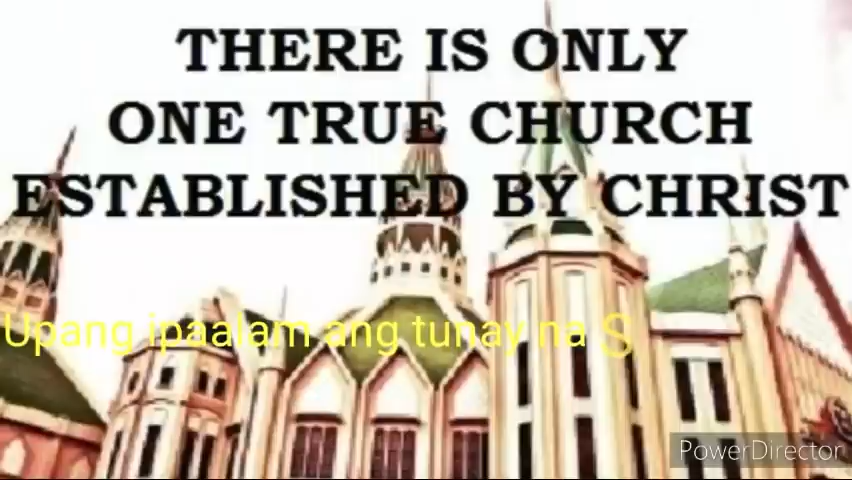 THERE IS ONLY
ONE TRUE CHURCH
ESTABLISHED BY CHRIST
Upang ipaalam ang tunay na S
PowerDirector